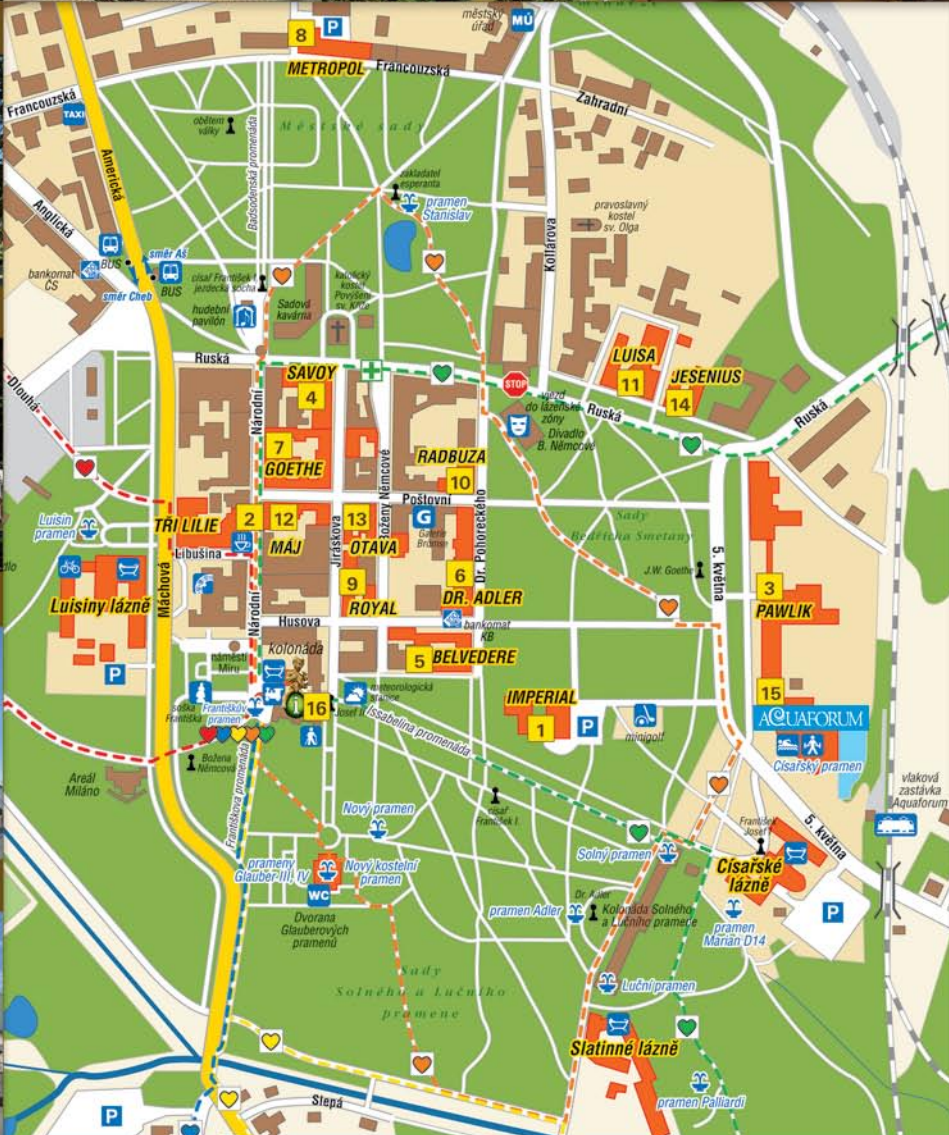 městský
úřad
MÚ
P
8
METROPOL
Francouzská
Francouzská
Zahradní
TAXI
Americká
obětem
války
Městské sady
Badsodenská promenáda
zakladatel
esperanta
pramen
Stanislav
Anglická
Kollárova
pravoslavný
kostel
sv. Olga
bankomat
ČS
BUS
směr Aš
BUS
směr Cheb
císař František I.
jezdecká socha
hudební
pavilón
Sadová
kavárna
katolický
kostel
Povýšení
sv. Kříže
Ruská
SAVOY
4
STOP
vjezd
do lázeňské
zóny
Divadlo
B. Němcové
LUISA
11
JESENIUS
14
Ruská
Ruská
Dlouhá
Národní
7
GOETHE
RADBUZA
10
Boženy Němcové
Poštovní
Dr. Pohoreckého
Luisin
pramen
TŘI LILIE
2
12
MÁJ
Jiráskova
13
OTAVA
G
Galerie
Brömse
Sady
Bedřicha Smetany
5. května
Libušina
Luisiny lázně
Máchova
Národní
9
ROYAL
6
DR. ADLER
J.W. Goethe
3
PAWLIK
Husova
bankomat
KB
kolonáda
náměstí
Míru
5
BELVEDERE
P
soška
Františka
Františkův
pramen
i
16
Josef II.
meteorologická
stanice
Issabelina promenáda
IMPERIAL
1
P
minigolf
15
AQUAFORUM
Císařský pramen
Božena
Němcová
Areál
Miláno
Františkova promenáda
Nový pramen
císař
František I.
vlaková
zastávka
Aquaforum
František
Josef I.
5. května
prameny
Glauber III, IV
Nový kostelní
pramen
WC
Dvorana
Glauberových
pramenů
Solný pramen
Císařské
lázně
pramen Adler
Dr. Adler
Kolonáda Solného
a Lučního pramene
pramen
Marian D14
P
Sady
Solného a Lučního
pramene
Luční pramen
Slatinné lázně
pramen Palliardi
Slepá
P